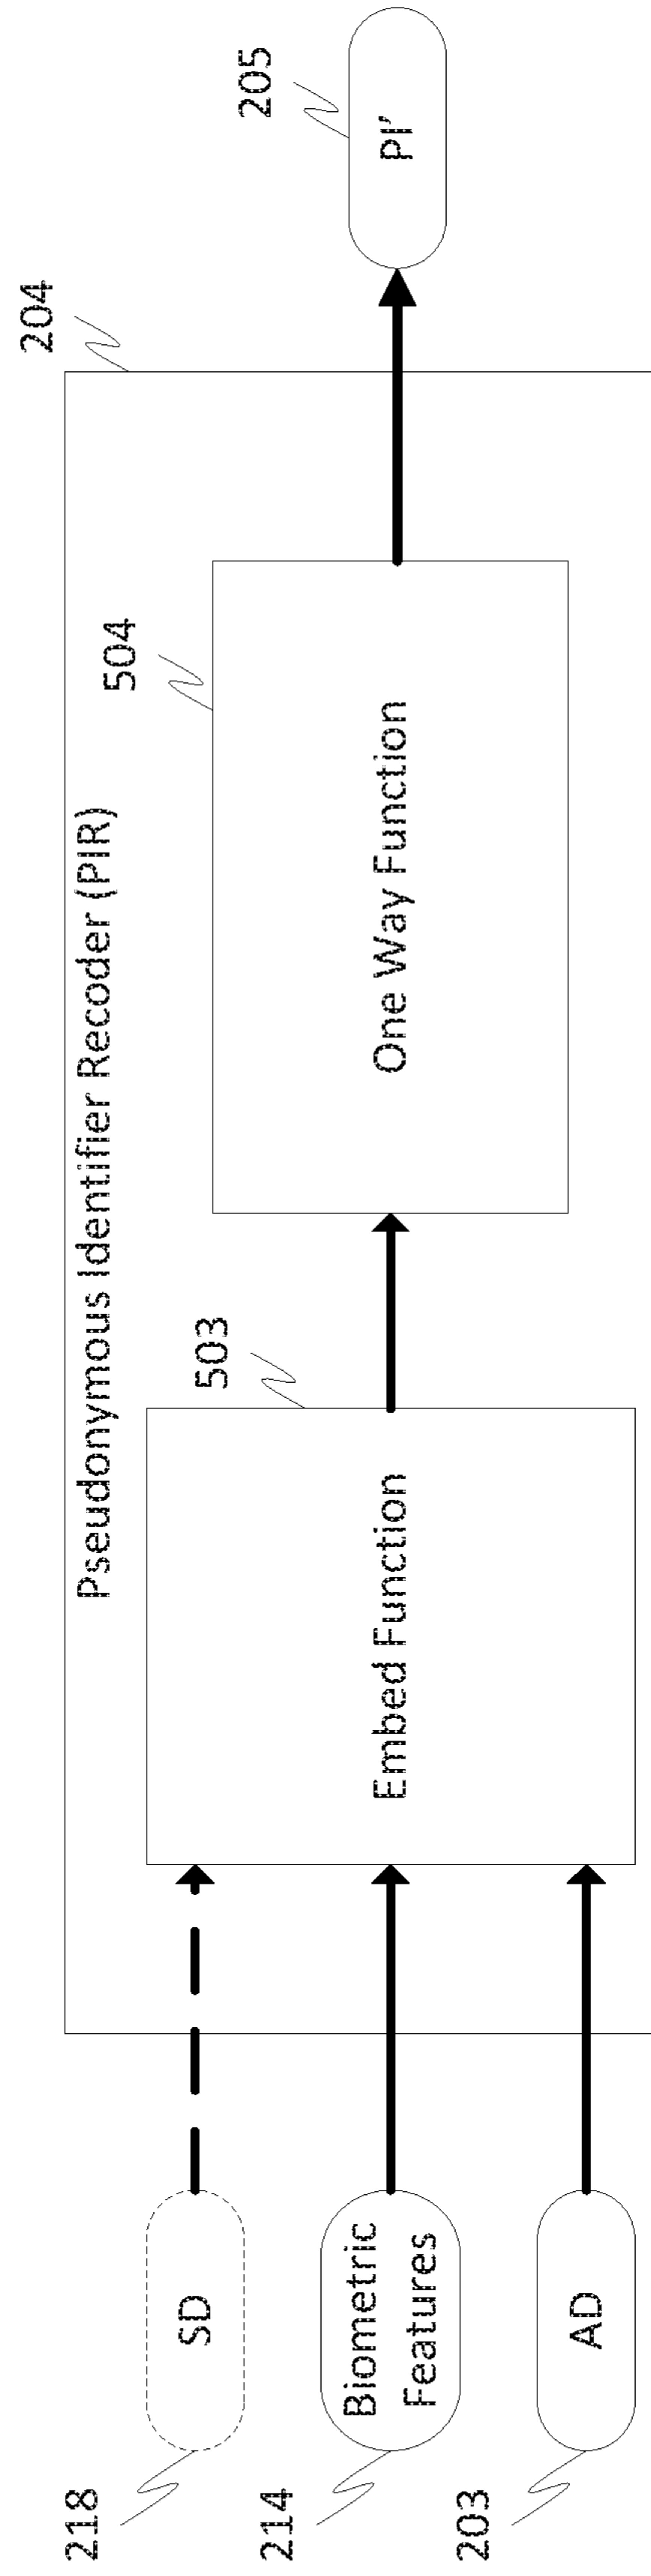 204
Pseudonymous Identifier Recoder (PIR)
218
SD
503
504
205
214
Biometric
Features
Embed Function
One Way Function
PI'
203
AD